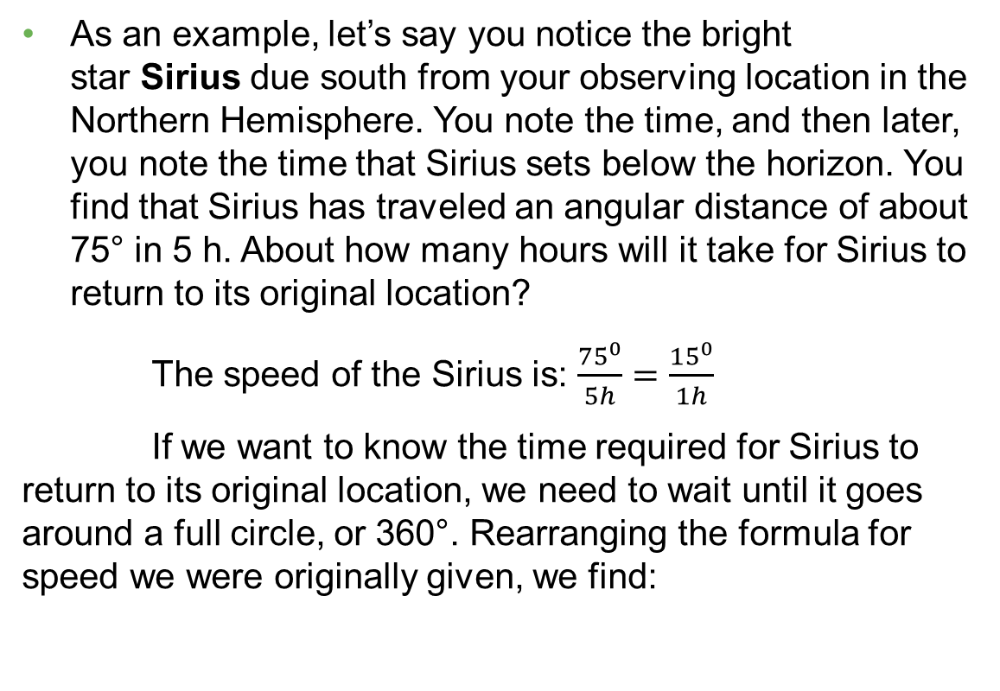 • As an example, let’s say you notice the bright
star Sirius due south from your observing location in the
Northern Hemisphere. You note the time, and then later,
you note the time that Sirius sets below the horizon. You
find that Sirius has traveled an angular distance of about
75° in 5 h. About how many hours will it take for Sirius to
return to its original location?
The speed of the Sirius is: 75⁰/5h = 15⁰/1h
If we want to know the time required for Sirius to
return to its original location, we need to wait until it goes
around a full circle, or 360°. Rearranging the formula for
speed we were originally given, we find: